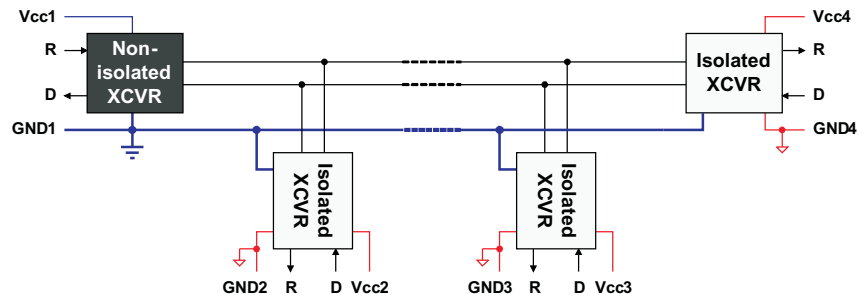 Vcc1
Vcc4
R
Non-
isolated
XCVR
Isolated
XCVR
R
D
D
GND1
GND4
Isolated
XCVR
Isolated
XCVR
GND2 R D Vcc2
GND3 R D Vcc3